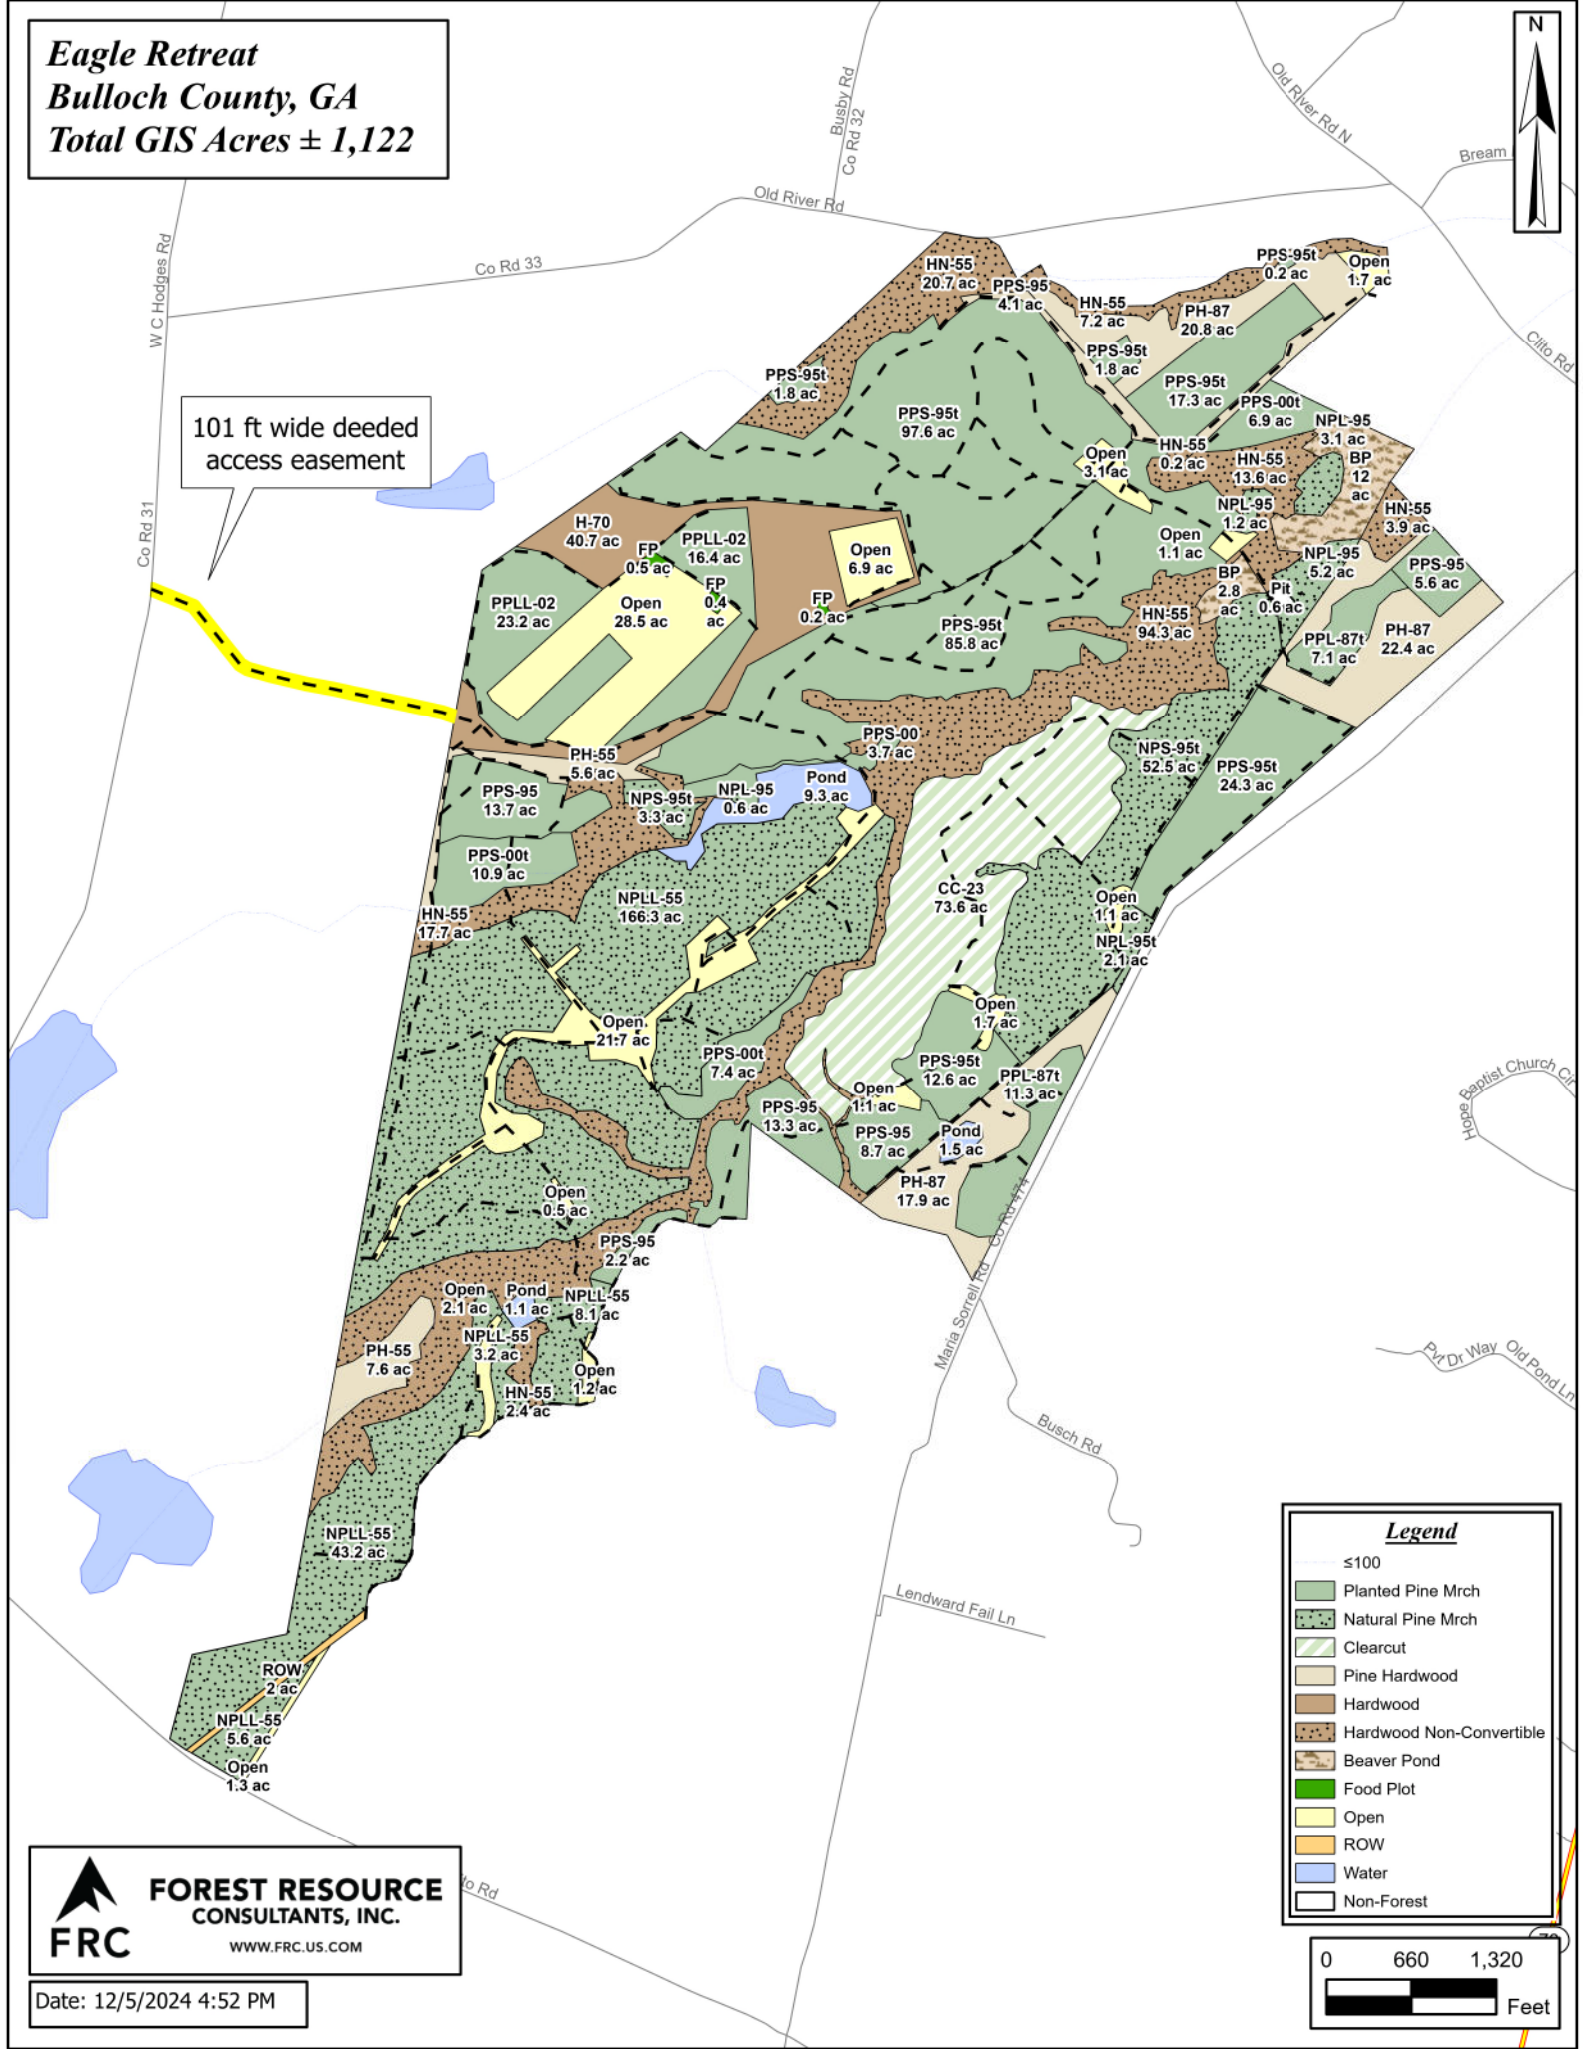 Eagle Retreat
Bulloch County, GA
Total GIS Acres ± 1,122
N
Busby Rd
Co Rd 32
Old River Rd N
Bream
Old River Rd
Co Rd 33
W C Hodges Rd
Co Rd 31
Clito Rd
101 ft wide deeded
access easement
HN-55
20.7 ac
PPS-95
4.1 ac
HN-55
7.2 ac
PPS-95t
0.2 ac
Open
1.7 ac
PH-87
20.8 ac
PPS-95t
1.8 ac
PPS-95t
1.8 ac
PPS-95t
17.3 ac
PPS-00t
6.9 ac
PPS-95t
97.6 ac
NPL-95
3.1 ac
BP
12
ac
Open
3.1 ac
HN-55
0.2 ac
HN-55
13.6 ac
NPL-95
1.2 ac
HN-55
3.9 ac
H-70
40.7 ac
FP
0.5 ac
PPLL-02
16.4 ac
Open
6.9 ac
Open
1.1 ac
NPL-95
5.2 ac
PPS-95
5.6 ac
PPLL-02
23.2 ac
Open
28.5 ac
FP
0.4
ac
FP
0.2 ac
BP
2.8
ac
Pit
0.6 ac
HN-55
94.3 ac
PPS-95t
85.8 ac
PPL-87t
7.1 ac
PH-87
22.4 ac
PH-55
5.6 ac
PPS-00
3.7 ac
NPS-95t
52.5 ac
PPS-95t
24.3 ac
PPS-95
13.7 ac
NPS-95t
3.3 ac
NPL-95
0.6 ac
Pond
9.3 ac
PPS-00t
10.9 ac
NPLL-55
166.3 ac
CC-23
73.6 ac
Open
1.1 ac
HN-55
17.7 ac
NPL-95t
2.1 ac
Open
21.7 ac
Open
1.7 ac
PPS-00t
7.4 ac
PPS-95t
12.6 ac
PPL-87t
11.3 ac
Open
1.1 ac
PPS-95
13.3 ac
PPS-95
8.7 ac
Pond
1.5 ac
PH-87
17.9 ac
Co Rd 474
Maria Sorrell Rd
Hope Baptist Church Cir
Open
0.5 ac
PPS-95
2.2 ac
Open
2.1 ac
Pond
1.1 ac
NPLL-55
8.1 ac
NPLL-55
3.2 ac
PH-55
7.6 ac
HN-55
2.4 ac
Open
1.2 ac
Pvt Dr Way
Old Pond Ln
Busch Rd
Lendward Fail Ln
NPLL-55
43.2 ac
ROW
2 ac
NPLL-55
5.6 ac
Open
1.3 ac
to Rd
Legend
≤100
Planted Pine Mrch
Natural Pine Mrch
Clearcut
Pine Hardwood
Hardwood
Hardwood Non-Convertible
Beaver Pond
Food Plot
Open
ROW
Water
Non-Forest
FRC
FOREST RESOURCE
CONSULTANTS, INC.
WWW.FRC.US.COM
Date: 12/5/2024 4:52 PM
0 660 1,320
Feet